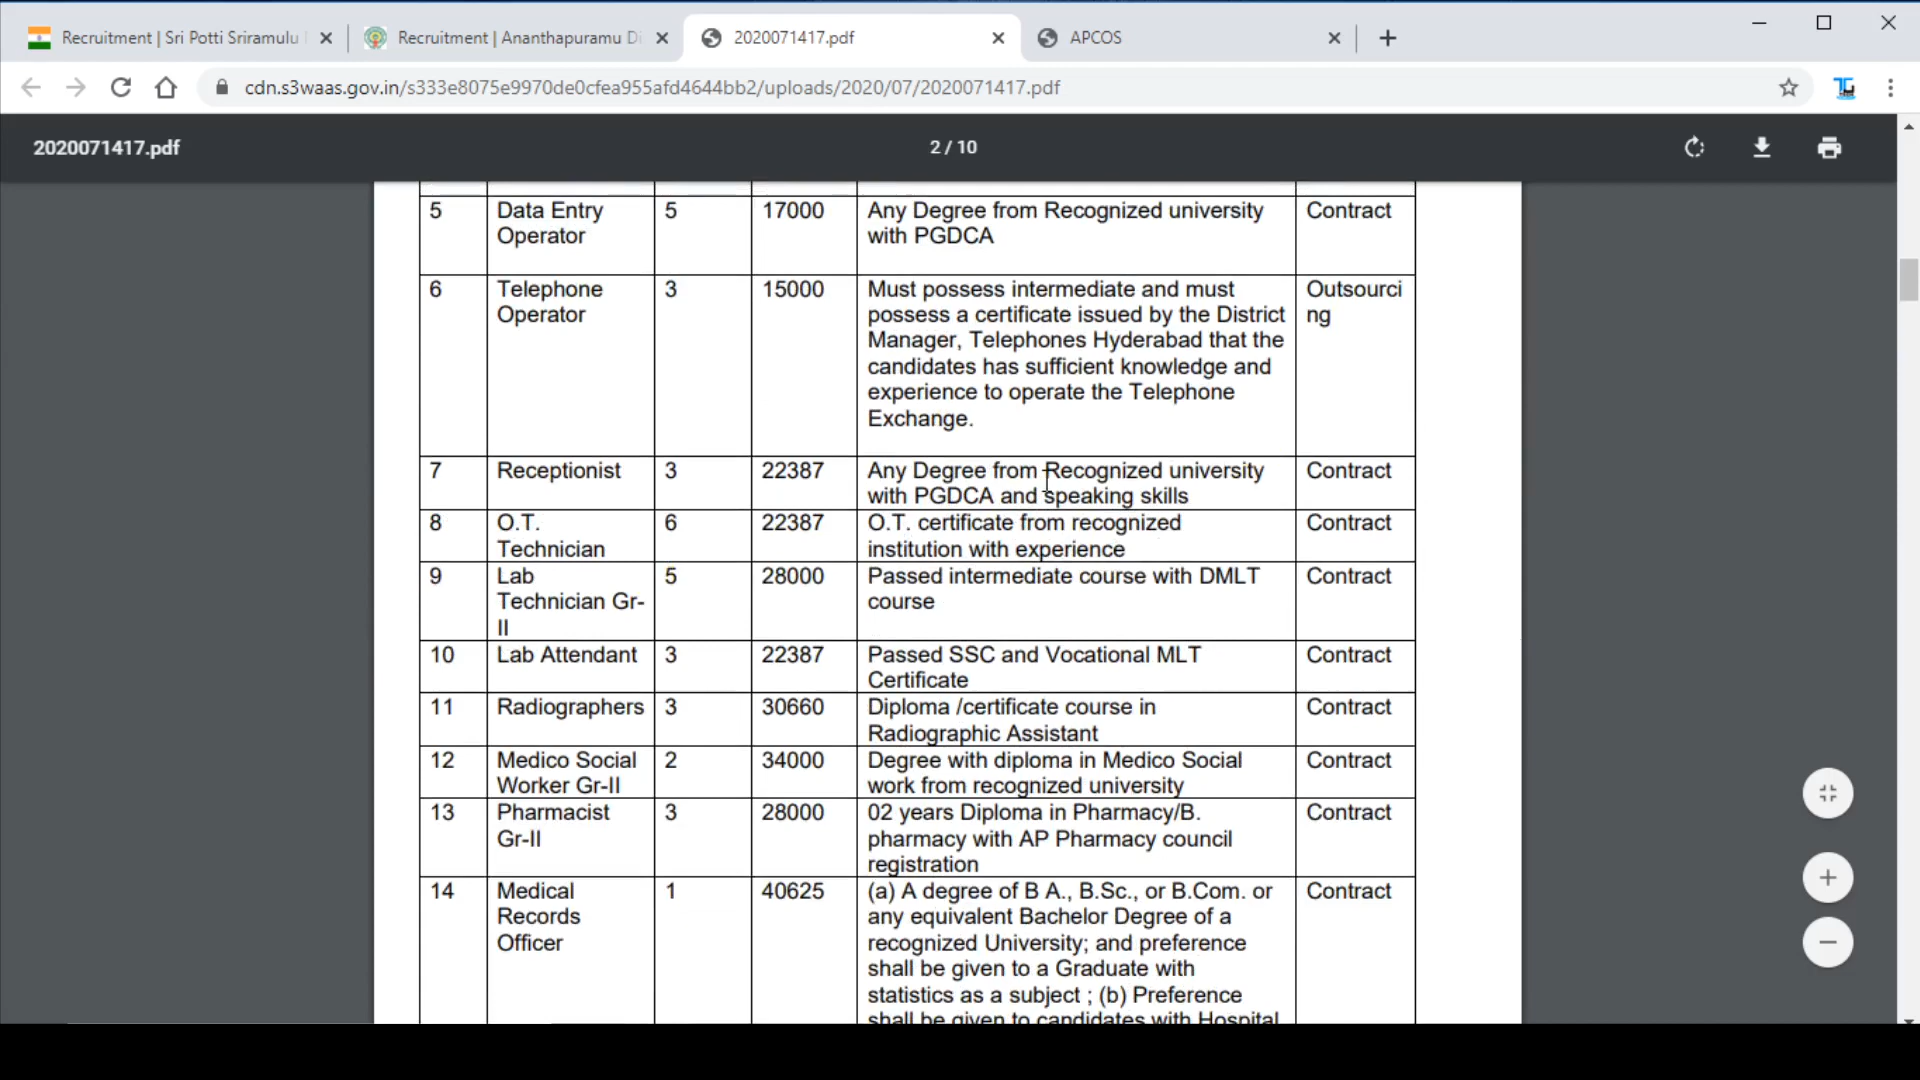 Recruitment | Sri Potti Sriramulu
Recruitment | Ananthapuramu Di
2020071417.pdf
APCOS
cdn.s3waas.gov.in/s333e8075e9970de0cfea955afd4644bb2/uploads/2020/07/2020071417.pdf
2020071417.pdf
2 / 10
5 Data Entry 5 17000 Any Degree from Recognized university Contract
Operator with PGDCA
6 Telephone 3 15000 Must possess intermediate and must Outsourci
Operator possess a certificate issued by the District ng
Manager, Telephones Hyderabad that the
candidates has sufficient knowledge and
experience to operate the Telephone
Exchange.
7 Receptionist 3 22387 Any Degree from Recognized university Contract
with PGDCA and speaking skills
8 O.T. 6 22387 O.T. certificate from recognized Contract
Technician institution with experience
9 Lab 5 28000 Passed intermediate course with DMLT Contract
Technician Gr- course
II
10 Lab Attendant 3 22387 Passed SSC and Vocational MLT Contract
Certificate
11 Radiographers 3 30660 Diploma /certificate course in Contract
Radiographic Assistant
12 Medico Social 2 34000 Degree with diploma in Medico Social Contract
Worker Gr-II work from recognized university
13 Pharmacist 3 28000 02 years Diploma in Pharmacy/B. Contract
Gr-II pharmacy with AP Pharmacy council
registration
14 Medical 1 40625 (a) A degree of B A., B.Sc., or B.Com. or Contract
Records any equivalent Bachelor Degree of a
Officer recognized University; and preference
shall be given to a Graduate with
statistics as a subject ; (b) Preference
shall be given to candidates with Hospital